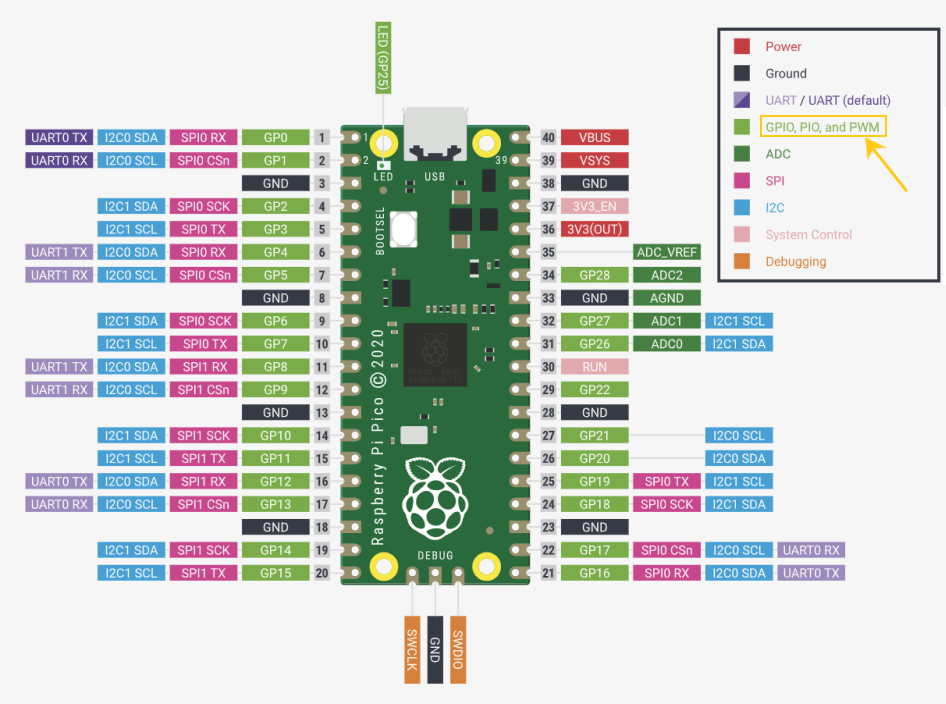 LED (GP25)
Power
Ground
UART / UART (default)
GPIO, PIO, and PWM
ADC
SPI
I2C
System Control
Debugging
UART0 TX I2C0 SDA SPI0 RX GP0 1 1 40 VBUS
UART0 RX I2C0 SCL SPI0 CSn GP1 2 2 39 39 VSYS
LED USB
GND 3 38 GND
I2C1 SDA SPI0 SCK GP2 4 37 3V3_EN
I2C1 SCL SPI0 TX GP3 5 36 3V3(OUT)
BOOTSEL
UART1 TX I2C0 SDA SPI0 RX GP4 6 35 ADC_VREF
UART1 RX I2C0 SCL SPI0 CSn GP5 7 34 GP28 ADC2
GND 8 33 GND AGND
I2C1 SDA SPI0 SCK GP6 9 32 GP27 ADC1 I2C1 SCL
I2C1 SCL SPI0 TX GP7 10 31 GP26 ADC0 I2C1 SDA
UART1 TX I2C0 SDA SPI1 RX GP8 11 30 RUN
UART1 RX I2C0 SCL SPI1 CSn GP9 12 29 GP22
GND 13 28 GND
I2C1 SDA SPI1 SCK GP10 14 27 GP21 I2C0 SCL
I2C1 SCL SPI1 TX GP11 15 26 GP20 I2C0 SDA
UART0 TX I2C0 SDA SPI1 RX GP12 16 25 GP19 SPI0 TX I2C1 SCL
UART0 RX I2C0 SCL SPI1 CSn GP13 17 24 GP18 SPI0 SCK I2C1 SDA
GND 18 23 GND
I2C1 SDA SPI1 SCK GP14 19 22 GP17 SPI0 CSn I2C0 SCL UART0 RX
I2C1 SCL SPI1 TX GP15 20 21 GP16 SPI0 RX I2C0 SDA UART0 TX
Raspberry Pi Pico © 2020
DEBUG
SWCLK
GND
SWDIO